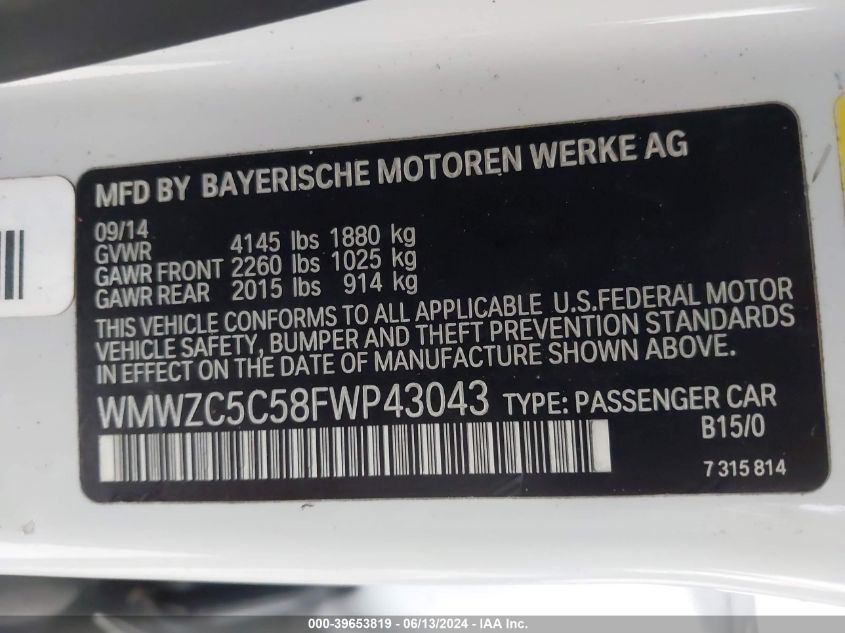 MFD BY BAYERISCHE MOTOREN WERKE AG
09/14
GVWR 4145 lbs 1880 kg
GAWR FRONT 2260 lbs 1025 kg
GAWR REAR 2015 lbs 914 kg
THIS VEHICLE CONFORMS TO ALL APPLICABLE U.S.FEDERAL MOTOR
VEHICLE SAFETY, BUMPER AND THEFT PREVENTION STANDARDS
IN EFFECT ON THE DATE OF MANUFACTURE SHOWN ABOVE.
WMWZC5C58FWP43043 TYPE: PASSENGER CAR
B15/0
7 315 814
000-39653819 - 06/13/2024 - IAA Inc.